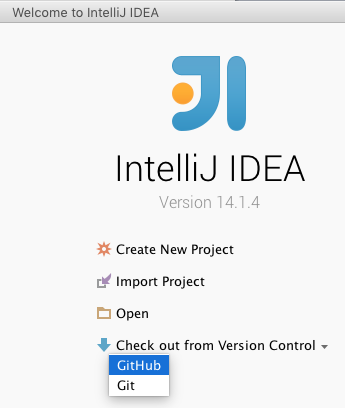 Welcome to IntelliJ IDEA
IntelliJ IDEA
Version 14.1.4
Create New Project
Import Project
Open
Check out from Version Control
GitHub
Git